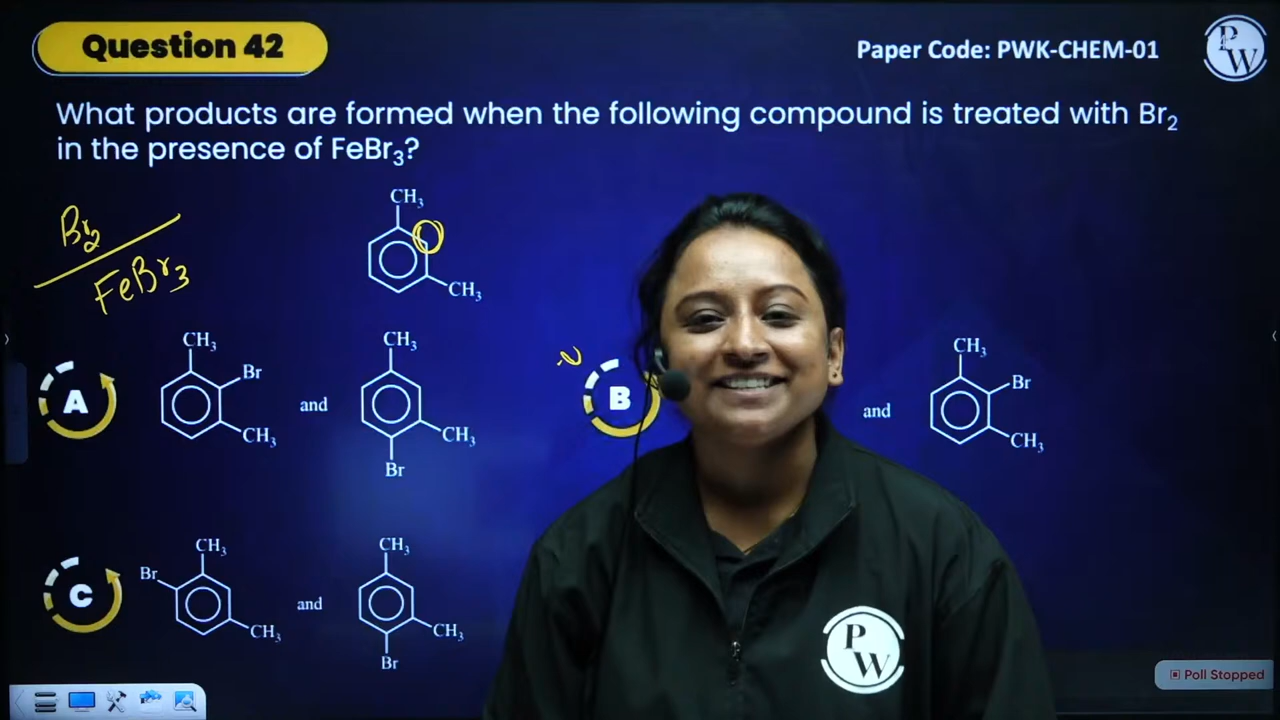 Question 42
Paper Code: PWK-CHEM-01
PW
What products are formed when the following compound is treated with Br₂
in the presence of FeBr₃?
Br₂
FeBr₃
CH₃
CH₃
A
CH₃
Br
CH₃
and
CH₃
CH₃
Br
B
and
CH₃
Br
CH₃
C
CH₃
Br
CH₃
and
CH₃
CH₃
Br
PW
Poll Stopped